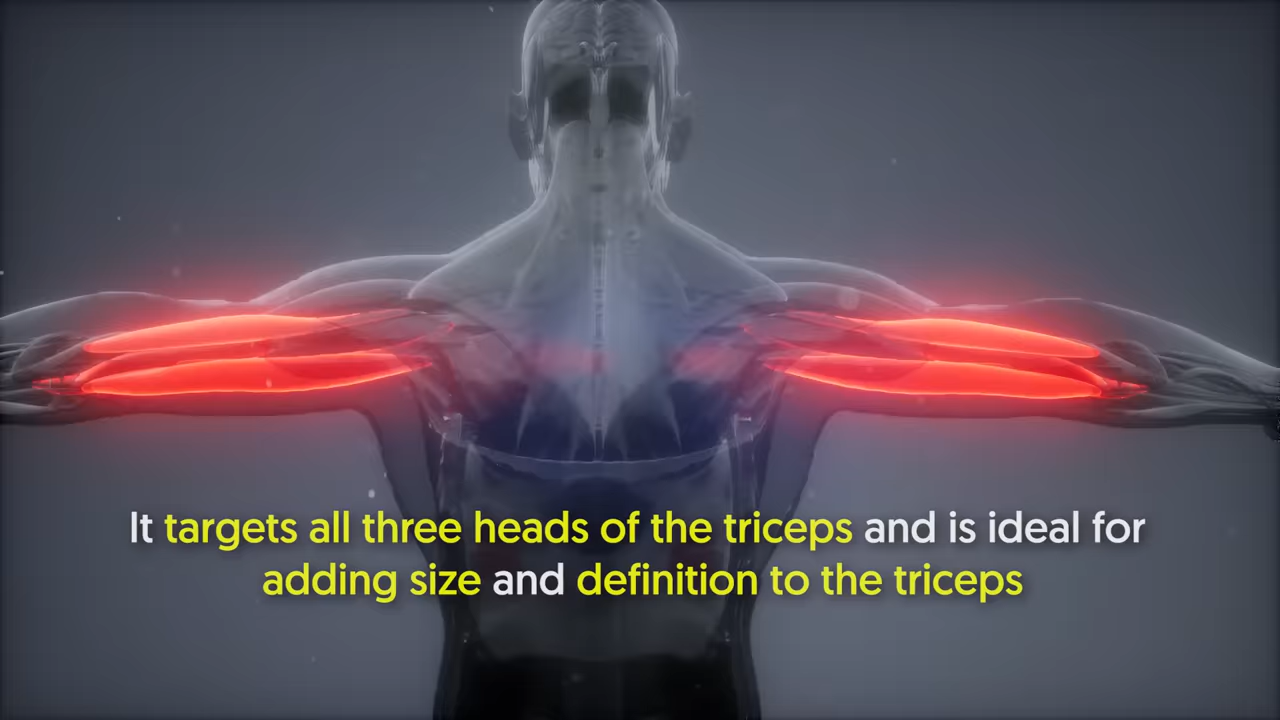 It targets all three heads of the triceps and is ideal for
adding size and definition to the triceps